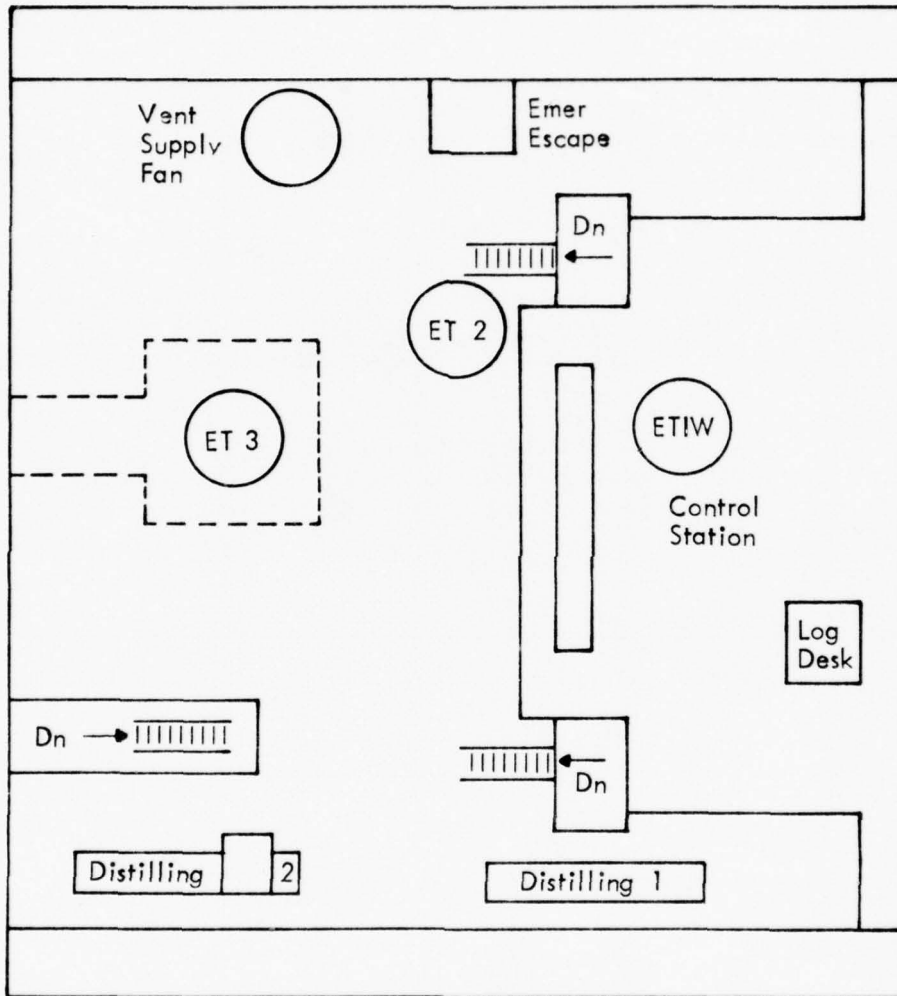 Vent
Supply
Fan
Emer
Escape
Dn
ET 2
ET 3
ET1W
Control
Station
Log
Desk
Dn
Dn
Distilling 2
Distilling 1